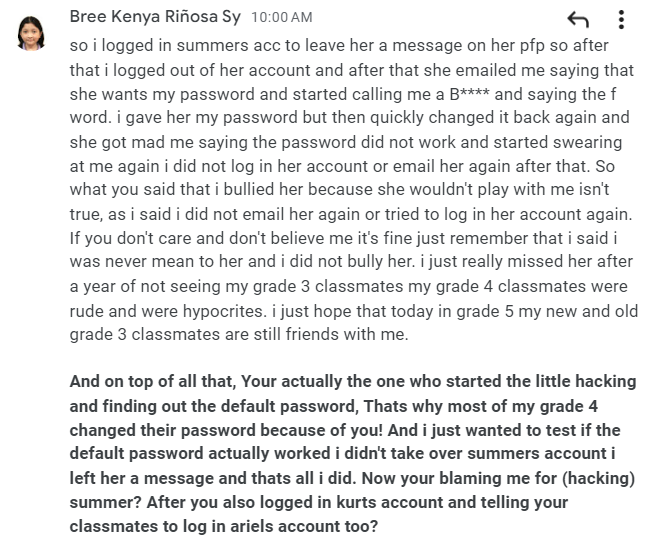 Bree Kenya Riñosa Sy 10:00 AM
so i logged in summers acc to leave her a message on her pfp so after
that i logged out of her account and after that she emailed me saying that
she wants my password and started calling me a B**** and saying the f
word. i gave her my password but then quickly changed it back again and
she got mad me saying the password did not work and started swearing
at me again i did not log in her account or email her again after that. So
what you said that i bullied her because she wouldn't play with me isn't
true, as i said i did not email her again or tried to log in her account again.
If you don't care and don't believe me it's fine just remember that i said i
was never mean to her and i did not bully her. i just really missed her after
a year of not seeing my grade 3 classmates my grade 4 classmates were
rude and were hypocrites. i just hope that today in grade 5 my new and old
grade 3 classmates are still friends with me.
And on top of all that, Your actually the one who started the little hacking
and finding out the default password, Thats why most of my grade 4
changed their password because of you! And i just wanted to test if the
default password actually worked i didn't take over summers account i
left her a message and thats all i did. Now your blaming me for (hacking)
summer? After you also logged in kurts account and telling your
classmates to log in ariels account too?